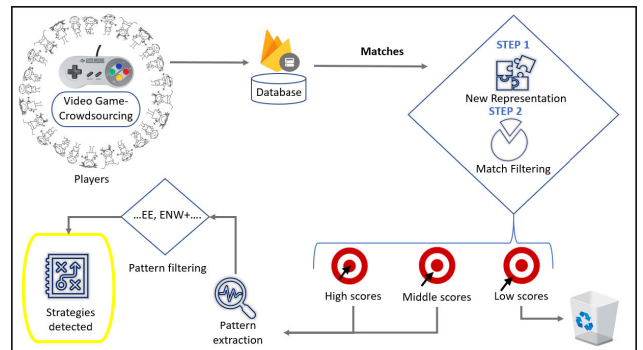 Video Game-
Crowdsourcing
Players
Database
Matches
STEP 1
New Representation
STEP 2
Match Filtering
...EE, ENW+....
Pattern filtering
Strategies
detected
Pattern
extraction
High scores
Middle scores
Low scores